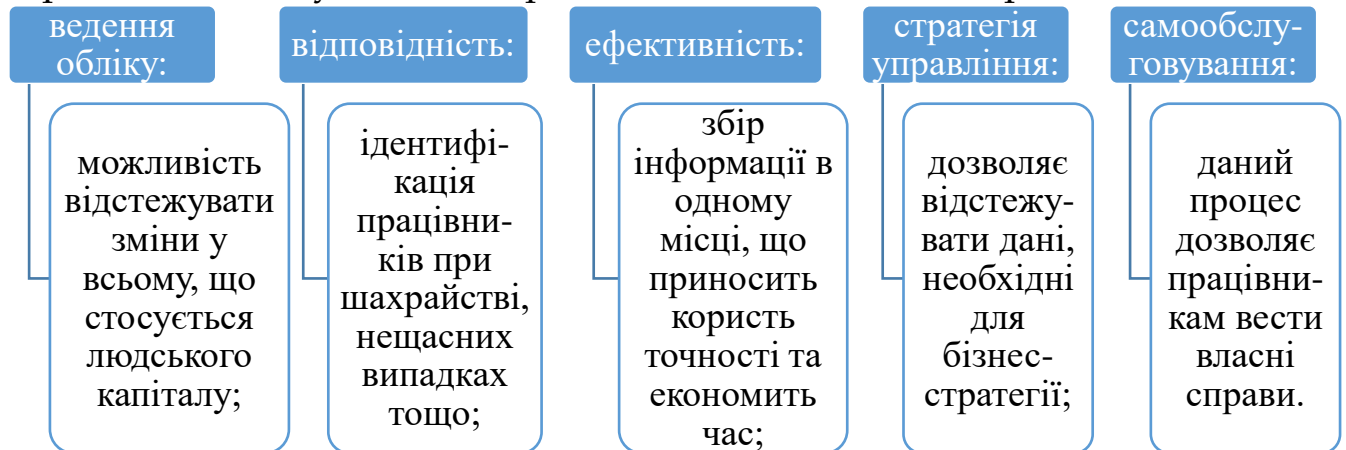 ведення
обліку:
можливість
відстежувати
зміни у
всьому, що
стосується
людського
капіталу;
відповідність:
ідентифі-
кація
працівни-
ків при
шахрайстві,
нещасних
випадках
тощо;
ефективність:
збір
інформації в
одному
місці, що
приносить
користь
точності та
економить
час;
стратегія
управління:
дозволяє
відстежу-
вати дані,
необхідні
для
бізнес-
стратегії;
самообслу-
говування:
даний
процес
дозволяє
працівни-
кам вести
власні
справи.